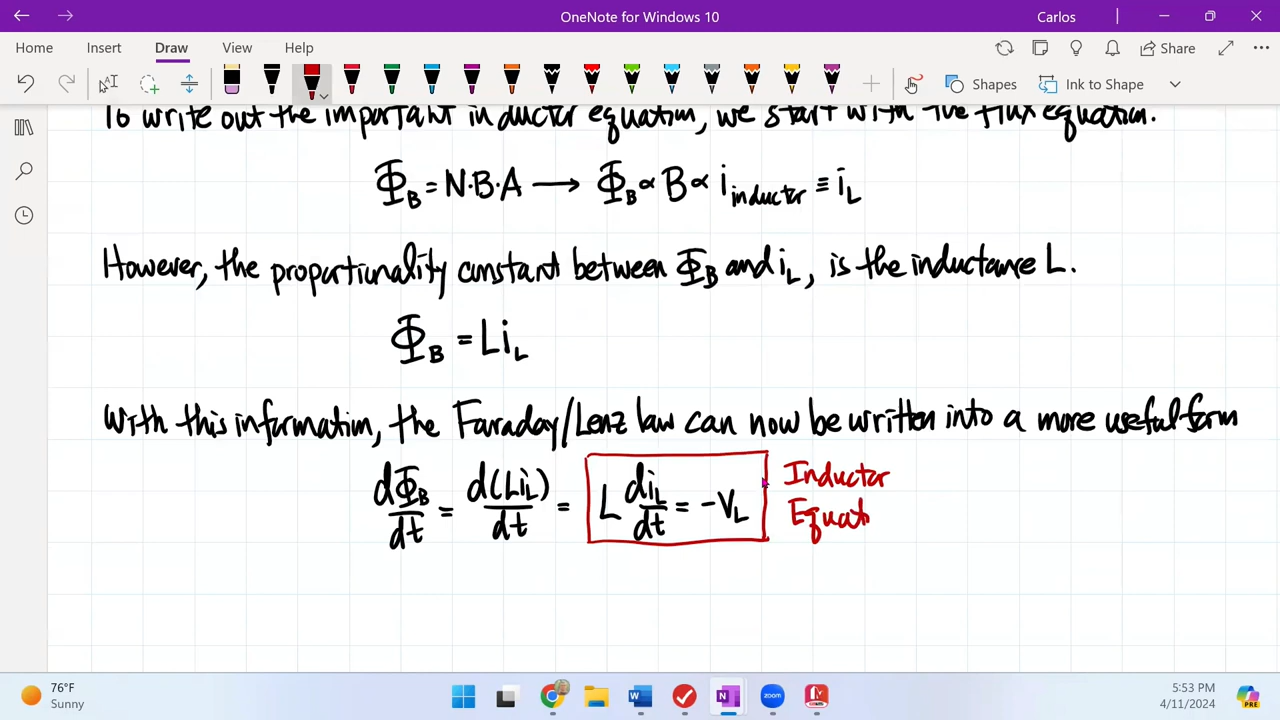 OneNote for Windows 10
Carlos
Home Insert Draw View Help
Share
Shapes Ink to Shape
To write out the important inductor equation, we start with the flux equation.
Φ_B = N·B·A ⟶ Φ_B ∝ B ∝ i_inductor ≡ i_L
However, the proportionality constant between Φ_B and i_L, is the inductance L.
Φ_B = Li_L
With this information, the Faraday/Lenz law can now be written into a more useful form
dΦ_B/dt = d(Li_L)/dt = L di_L/dt = -V_L Inductor
Equati
76°F
Sunny
zoom
5:53 PM
4/11/2024
PRE